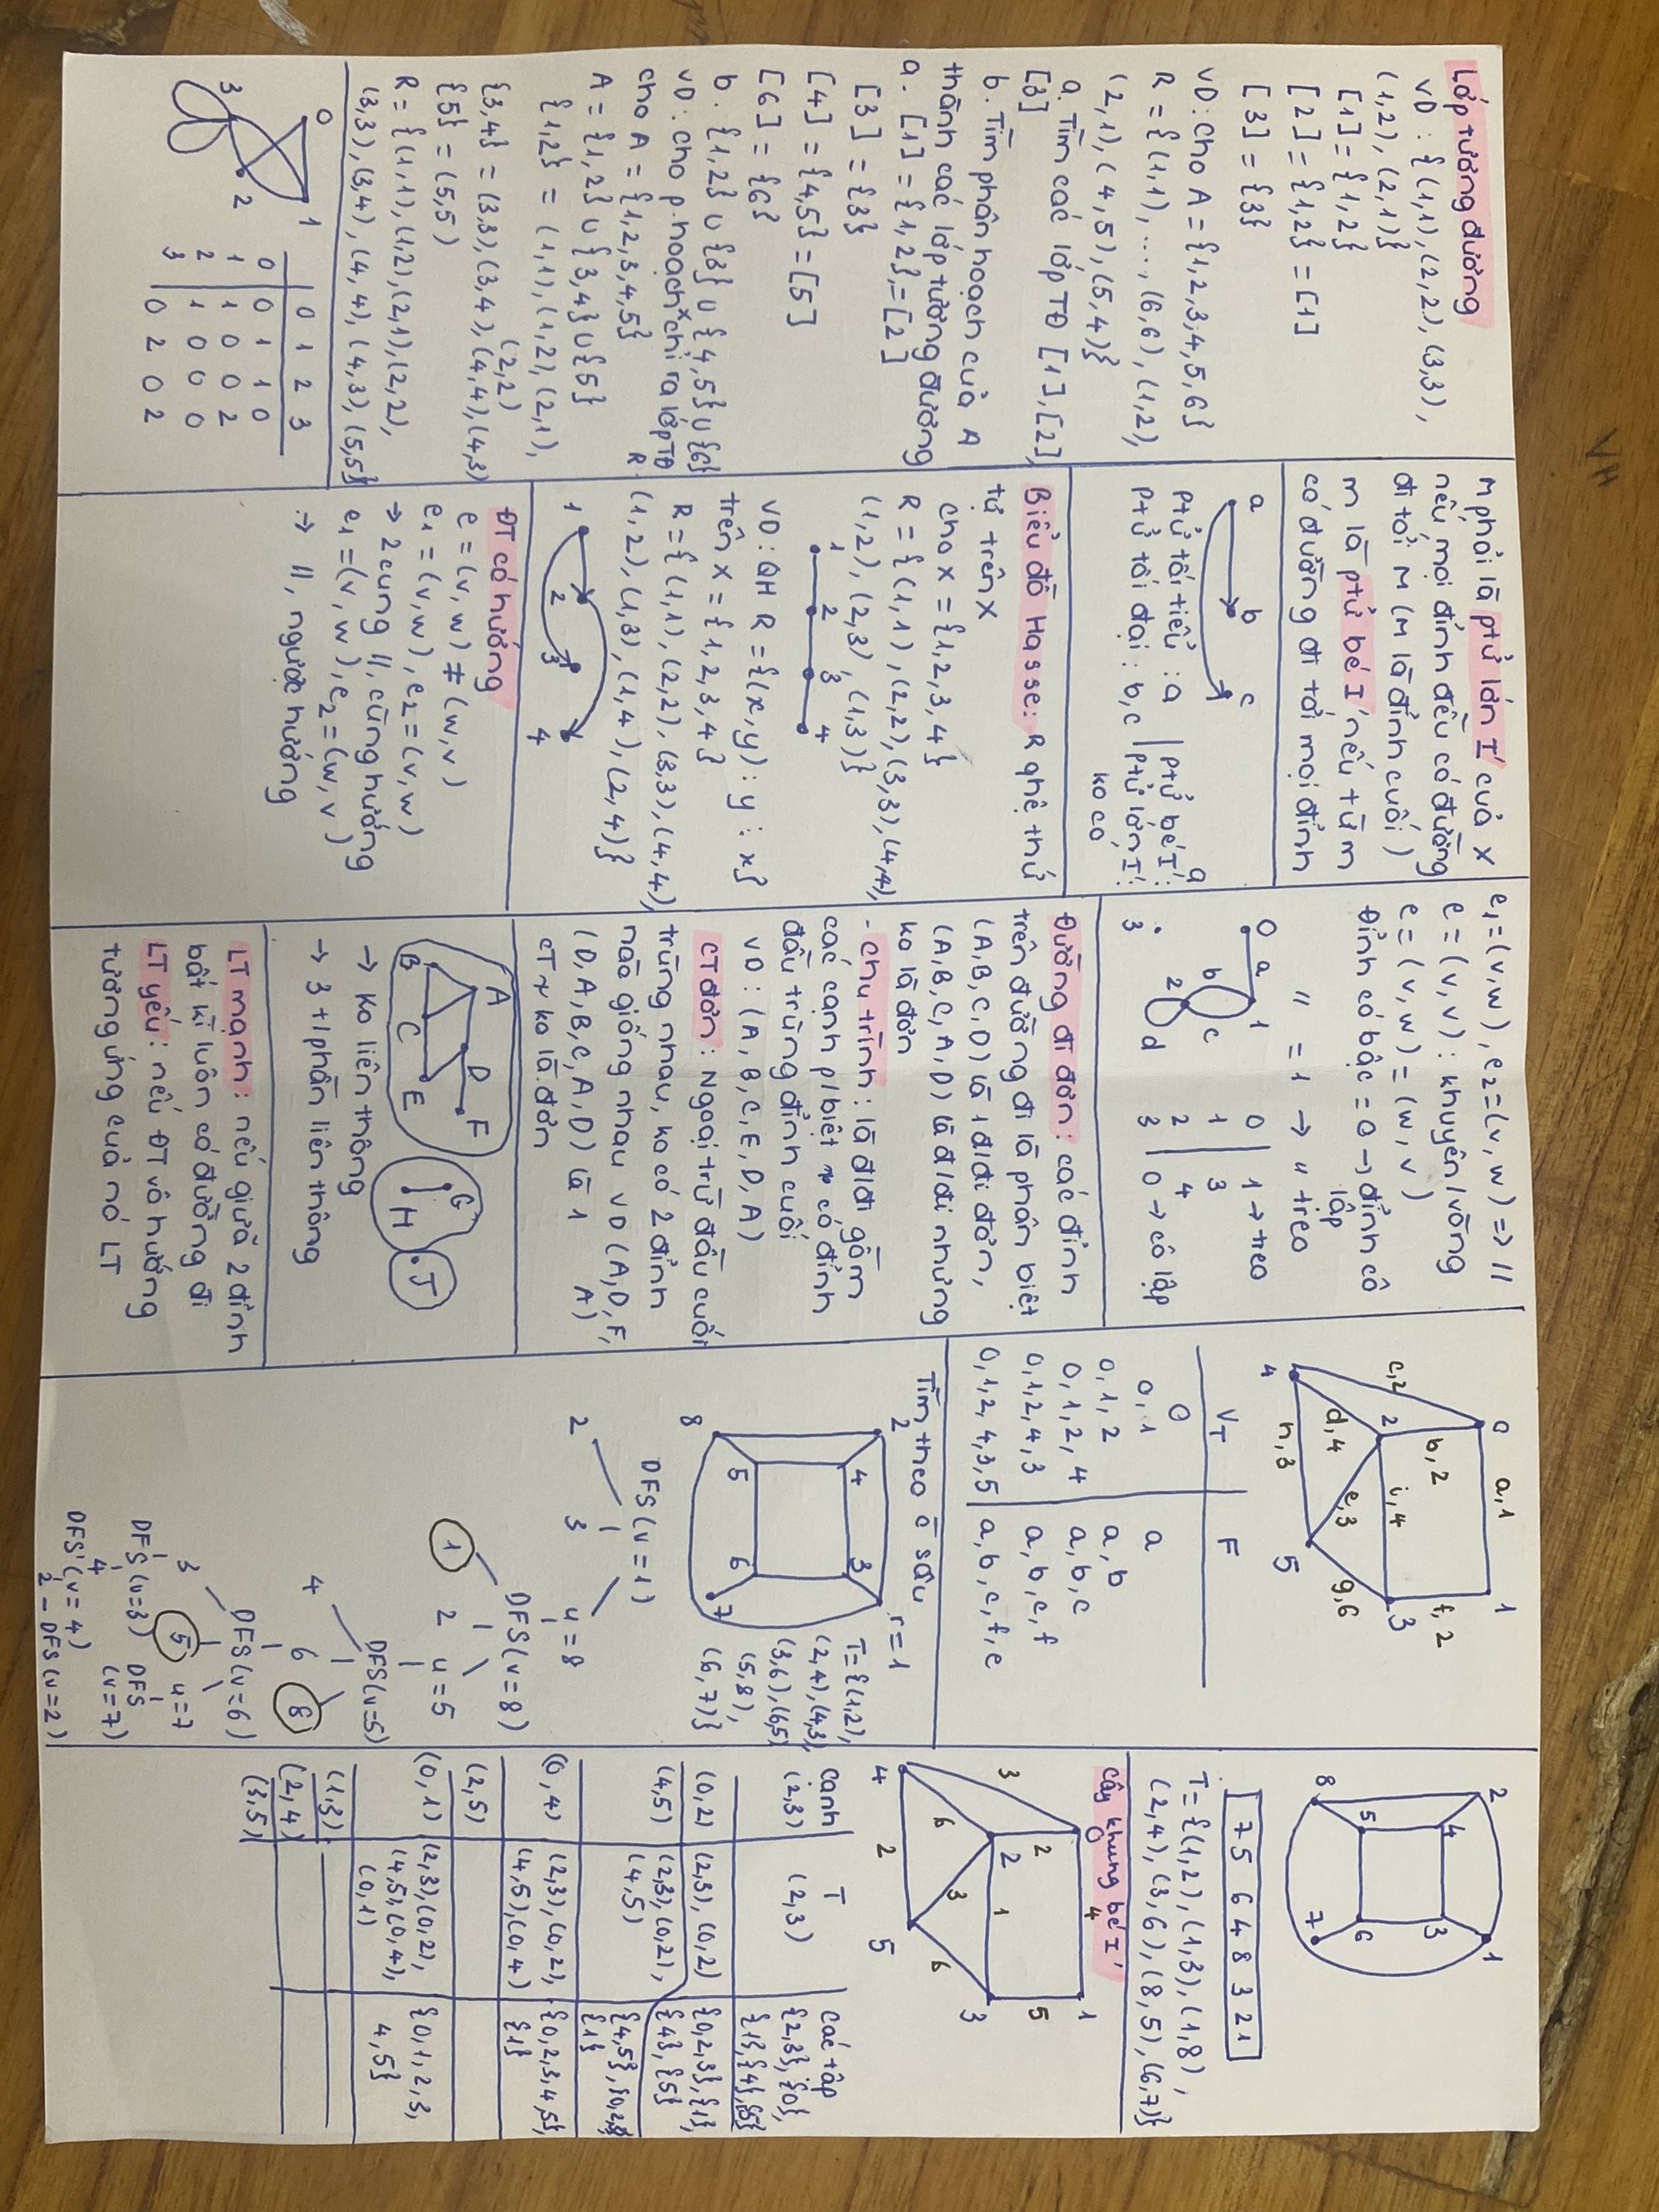 VH
Lớp tương đương
VD : {(1,1),(2,2),(3,3),
(1,2),(2,1)}
[1] = {1,2}
[2] = {1,2} = [1]
[3] = {3}
VD: Cho A = {1,2,3,4,5,6}
R = {(1,1), ..., (6,6), (1,2),
(2,1), (4,5), (5,4)}
a. Tìm các lớp TĐ [1],[2],
[3]
b. Tìm phân hoạch của A
thành các lớp tương đương
a. [1] = {1,2},=[2]
[3] = {3}
[4] = {4,5} = [5]
[6] = {6}
b. {1,2} ∪ {3} ∪ {4,5} ∪ {6}
VD: cho p.hoạch chỉ ra lớp TĐ
cho A = {1,2,3,4,5} R
A = {1,2} ∪ {3,4} ∪ {5}
{1,2} = (1,1),(1,2),(2,1),
(2,2)
{3,4} = (3,3),(3,4),(4,4),(4,3)
{5} = (5,5)
R = {(1,1),(1,2),(2,1),(2,2),
(3,3),(3,4),(4,4),(4,3),(5,5)}
0 1
3 2
0 1 2 3
0 0 1 1 0
1 1 0 0 2
2 1 0 0 0
3 0 2 0 2
M phải là ptử lớn I' của X
nếu mọi đỉnh đều có đường
đi tới M (M là đỉnh cuối)
m là ptử bé I' nếu từ m
có đường đi tới mọi đỉnh
a b c
Ptử tối tiểu : a | Ptử bé I' : a
Ptử tối đại : b,c | Ptử lớn I' :
ko có
Biểu đồ Hasse: R qhệ thứ
tự trên X
cho X = {1,2,3,4}
R = {(1,1),(2,2),(3,3),(4,4),
(1,2),(2,3),(1,3)}
1 2 3 4
VD: QH R = {(x,y): y ⋮ x}
trên X = {1,2,3,4}
R = {(1,1),(2,2),(3,3),(4,4),
(1,2),(1,3),(1,4),(2,4)}
1 2 3 4
ĐT có hướng
e = (v,w) ≠ (w,v)
e1 = (v,w), e2 = (v,w)
→ 2 cung //, cùng hướng
e1 = (v,w), e2 = (w,v)
→ //, ngược hướng
e1 = (v,w), e2 = (v,w) => //
e = (v,v) : khuyên/vòng
e = (v,w) = (w,v)
Đỉnh có bậc = 0 → đỉnh cô
lập
" = 1 → " treo
0 a 1
b c
2 d
3
0 | 1 → treo
1 | 3
2 | 4
3 | 0 → cô lập
Đường đi đơn: các đỉnh
trên đường đi là phân biệt
(A,B,C,D) là 1 đ/đi đơn,
(A,B,C,A,D) là đ/đi nhưng
ko là đơn
- Chu trình: là đ/đi gồm
các cạnh p/biệt có đỉnh
đầu trùng đỉnh cuối
VD: (A,B,C,E,D,A)
CT đơn: Ngoại trừ đầu cuối
trùng nhau, ko có 2 đỉnh
nào giống nhau VD (A,D,F,
A)
(D,A,B,C,A,D) là 1
CT ko là đơn
A D F G
B C E H J
→ Ko liên thông
→ 3 t/phần liên thông
LT mạnh: nếu giữa 2 đỉnh
bất kì luôn có đường đi
LT yếu: nếu ĐT vô hướng
tương ứng của nó LT
0 a,1 1
b,2 f,2
c,2 2 i,4 3
d,4 e,3 g,6
4 h,3 5
VT | F
0
0,1 | a
0,1,2 | a,b
0,1,2,4 | a,b,c
0,1,2,4,3 | a,b,c,f
0,1,2,4,3,5 | a,b,c,f,e
Tìm theo c sâu
2 r=1
4 3
5 6 7
8
T={(1,2),
(2,4),(4,3),
(3,6),(6,5)
(5,8),
(6,7)}
DFS(v=1)
2 3 u=8
DFS(v=8)
1 2 u=5
DFS(v=5)
4 6 8
DFS(v=6)
3 5 u=7
DFS(v=3) DFS
(v=7)
4
DFS(v=4)
2 - DFS(v=2)
2 1
4 3
5 6
8 7
7 5 6 4 8 3 2 1
T={(1,2),(1,3),(1,8),
(2,4),(3,6),(8,5),(6,7)}
Cây khung bé I'
0 4 1
2 5
3 2 1 3
6 3 6
4 2 5
cạnh | T | các tập
(2,3) | (2,3) | {2,3},{0},
{1},{4},{5}
(0,2) | (2,3),(0,2) | {0,2,3},{1},
{4},{5}
(4,5) | (2,3),(0,2),
(4,5) | {4,5},{0,2,3},
{1}
(0,4) | (2,3),(0,2), | {0,2,3,4,5},
(4,5),(0,4) | {1}
(2,5)
(0,1) | (2,3),(0,2), | {0,1,2,3,
(4,5),(0,4), | 4,5}
(0,1)
(1,3)
(2,4)
(3,5)